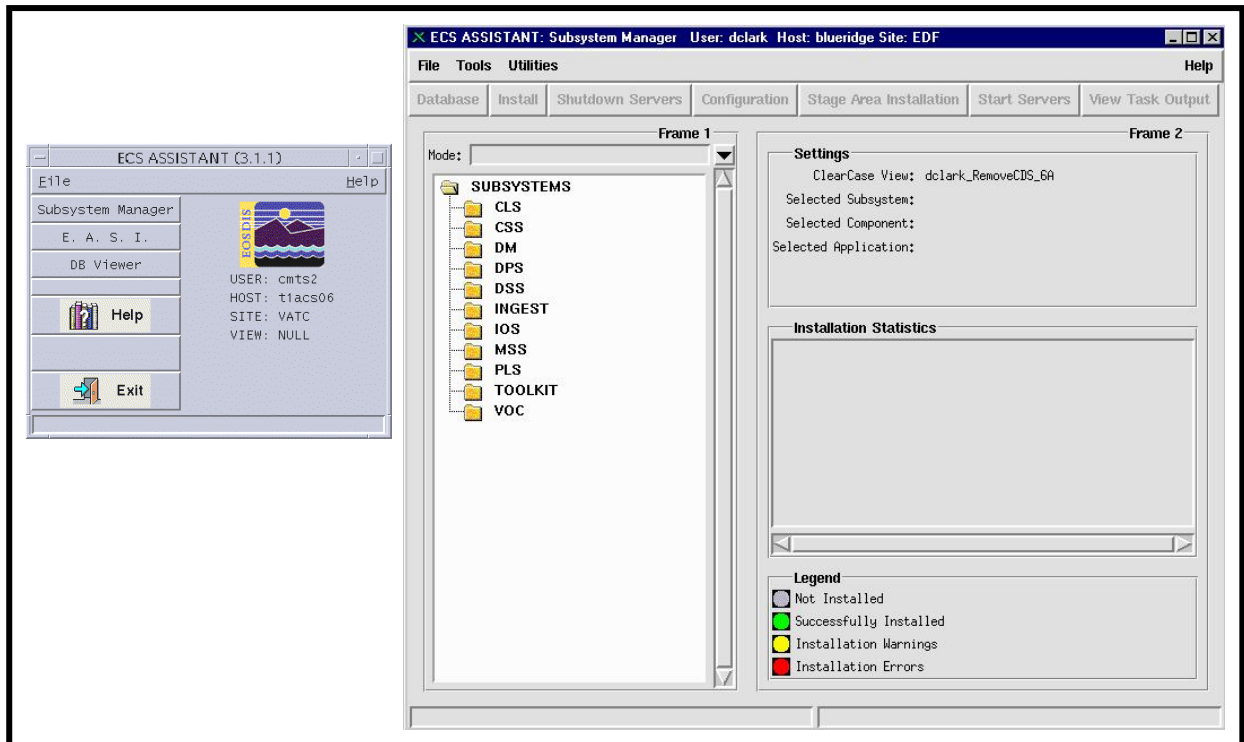 ECS ASSISTANT (3.1.1)
File Help
Subsystem Manager
E. A. S. I.
DB Viewer
Help
Exit
EOSDIS
USER: cmts2
HOST: t1acs06
SITE: VATC
VIEW: NULL
ECS ASSISTANT: Subsystem Manager User: dclark Host: blueridge Site: EDF
File Tools Utilities Help
Database Install Shutdown Servers Configuration Stage Area Installation Start Servers View Task Output
Frame 1
Mode:
SUBSYSTEMS
CLS
CSS
DM
DPS
DSS
INGEST
IOS
MSS
PLS
TOOLKIT
VOC
Frame 2
Settings
ClearCase View: dclark_RemoveCDS_6A
Selected Subsystem:
Selected Component:
Selected Application:
Installation Statistics
Legend
Not Installed
Successfully Installed
Installation Warnings
Installation Errors